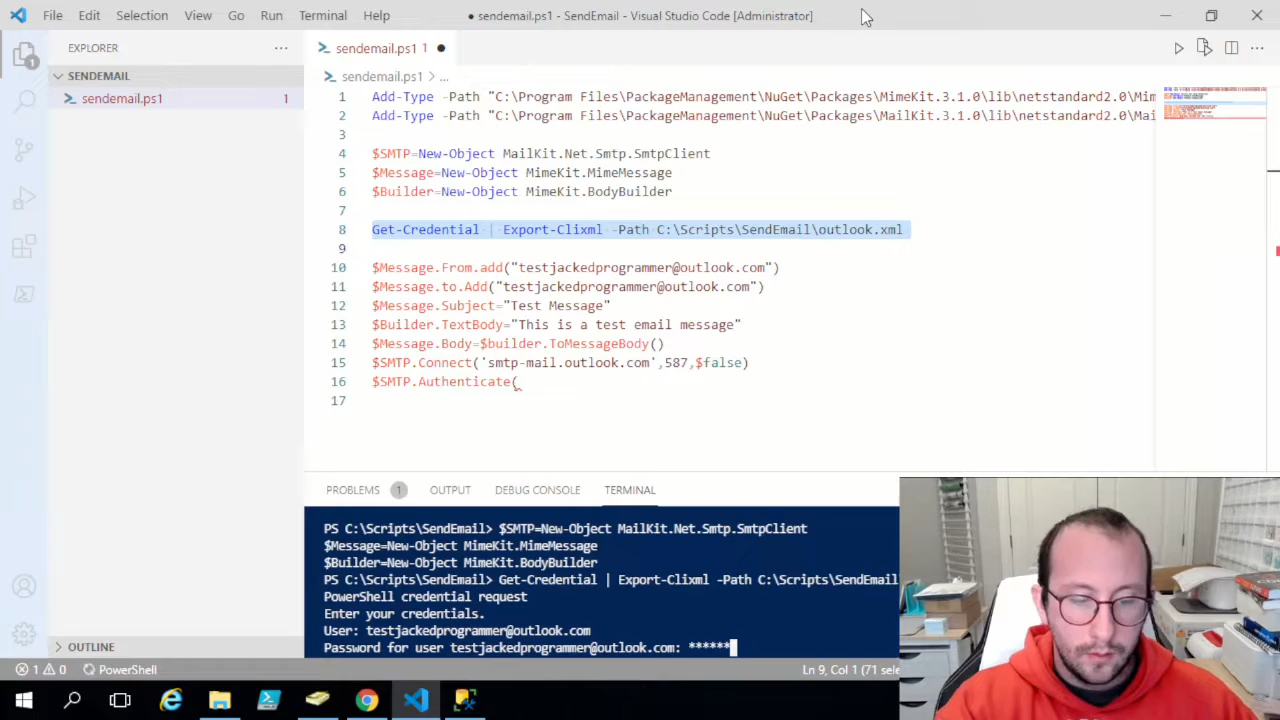 File Edit Selection View Go Run Terminal Help ● sendemail.ps1 - SendEmail - Visual Studio Code [Administrator]
EXPLORER ···
sendemail.ps1 1 ●
SENDEMAIL
sendemail.ps1 1
1
sendemail.ps1 > ...
1 Add-Type -Path "C:\Program Files\PackageManagement\NuGet\Packages\MimeKit.3.1.0\lib\netstandard2.0\Mim
2 Add-Type -Path "C:\Program Files\PackageManagement\NuGet\Packages\MailKit.3.1.0\lib\netstandard2.0\Mai
3
4 $SMTP=New-Object MailKit.Net.Smtp.SmtpClient
5 $Message=New-Object MimeKit.MimeMessage
6 $Builder=New-Object MimeKit.BodyBuilder
7
8 Get-Credential | Export-Clixml -Path C:\Scripts\SendEmail\outlook.xml
9
10 $Message.From.add("testjackedprogrammer@outlook.com")
11 $Message.to.Add("testjackedprogrammer@outlook.com")
12 $Message.Subject="Test Message"
13 $Builder.TextBody="This is a test email message"
14 $Message.Body=$builder.ToMessageBody()
15 $SMTP.Connect('smtp-mail.outlook.com',587,$false)
16 $SMTP.Authenticate(
17
PROBLEMS 1 OUTPUT DEBUG CONSOLE TERMINAL
PS C:\Scripts\SendEmail> $SMTP=New-Object MailKit.Net.Smtp.SmtpClient
$Message=New-Object MimeKit.MimeMessage
$Builder=New-Object MimeKit.BodyBuilder
PS C:\Scripts\SendEmail> Get-Credential | Export-Clixml -Path C:\Scripts\SendEmail
PowerShell credential request
Enter your credentials.
User: testjackedprogrammer@outlook.com
Password for user testjackedprogrammer@outlook.com: ******
OUTLINE
1 0 PowerShell Ln 9, Col 1 (71 selec